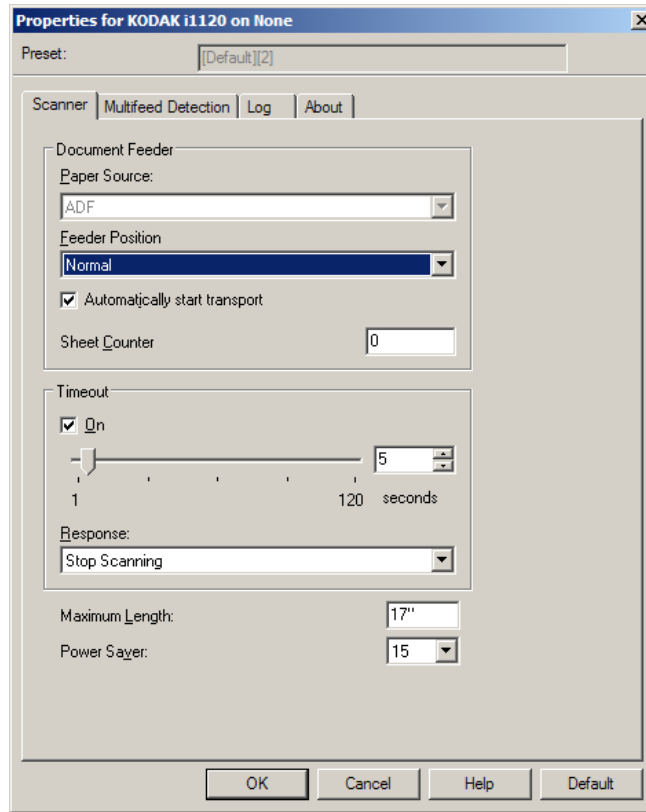 Properties for KODAK i1120 on None
Preset: [Default][2]
Scanner Multifeed Detection Log About
Document Feeder
Paper Source:
ADF
Feeder Position
Normal
Automatically start transport
Sheet Counter 0
Timeout
On
5
1 120 seconds
Response:
Stop Scanning
Maximum Length: 17"
Power Saver: 15
OK Cancel Help Default